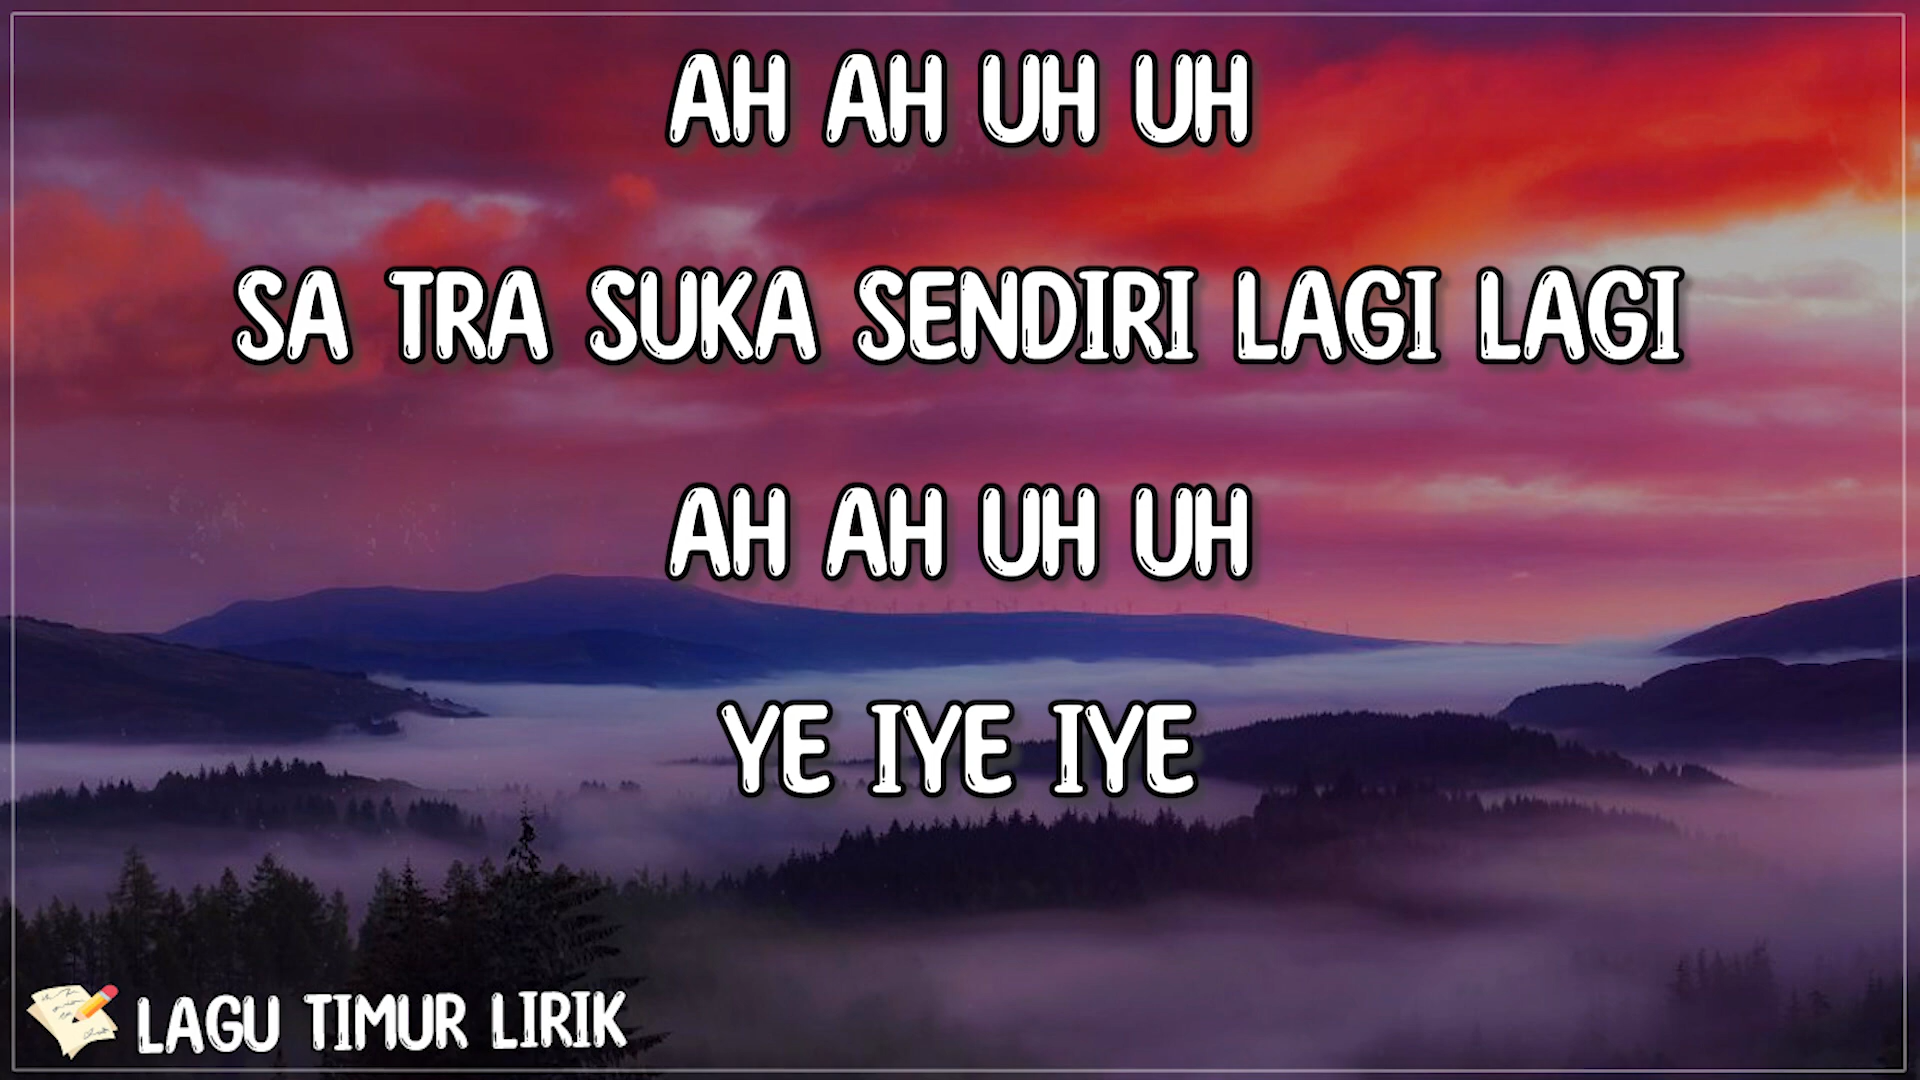 AH AH UH UH
SA TRA SUKA SENDIRI LAGI LAGI
AH AH UH UH
YE IYE IYE
LAGU TIMUR LIRIK